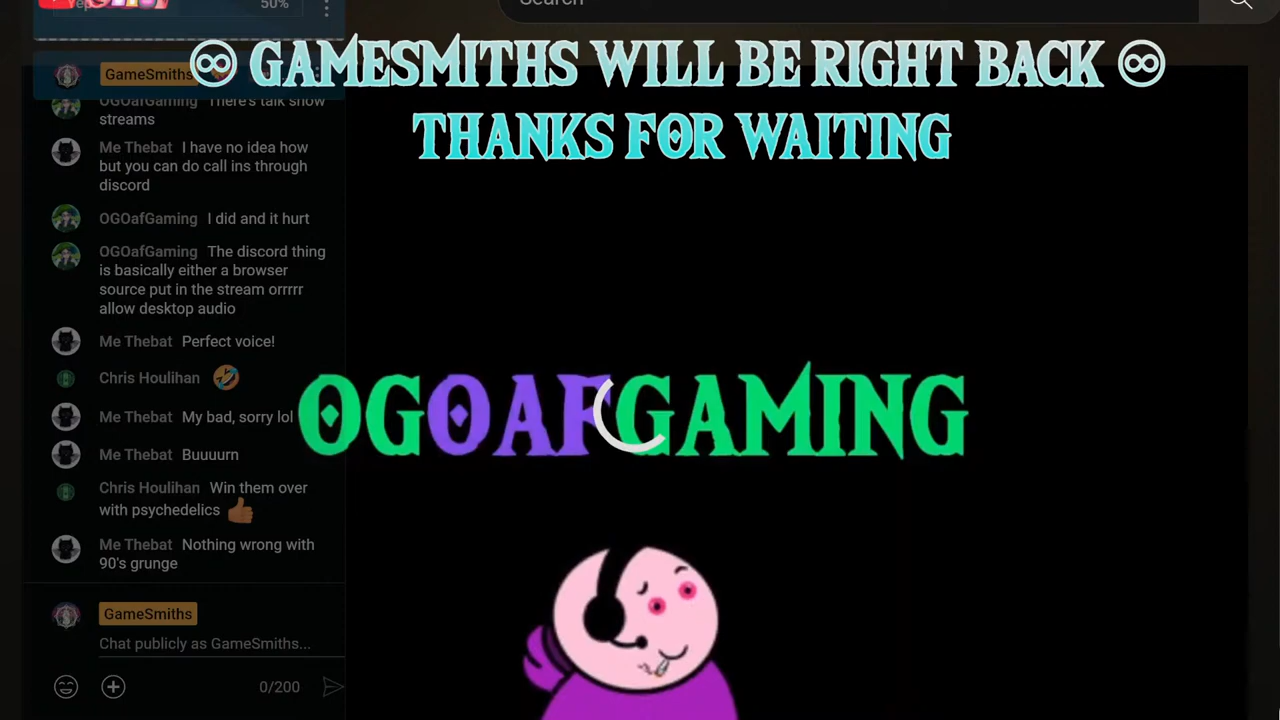 Yep 50%
Search
♾ GAMESMITHS WILL BE RIGHT BACK ♾
THANKS FOR WAITING
GameSmiths
OGOafGaming There's talk show
streams
Me Thebat I have no idea how
but you can do call ins through
discord
OGOafGaming I did and it hurt
OGOafGaming The discord thing
is basically either a browser
source put in the stream orrrrr
allow desktop audio
Me Thebat Perfect voice!
Chris Houlihan 🤣
Me Thebat My bad, sorry lol
Me Thebat Buuuurn
Chris Houlihan Win them over
with psychedelics 👍
Me Thebat Nothing wrong with
90's grunge
OGOAFGAMING
GameSmiths
Chat publicly as GameSmiths...
0/200